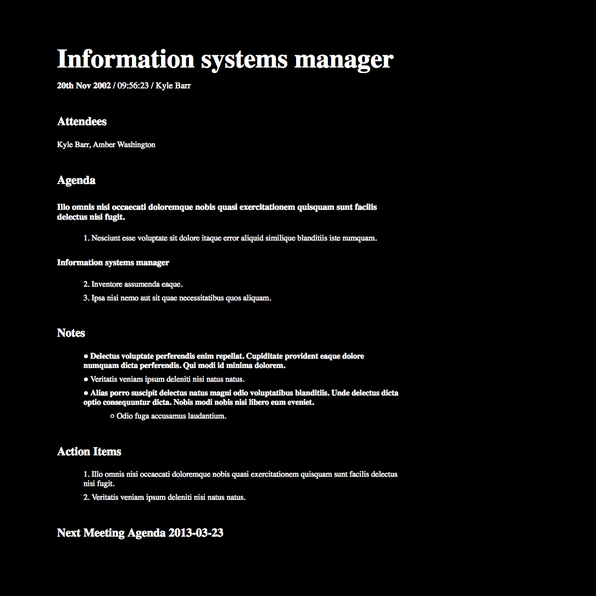 Information systems manager
20th Nov 2002 / 09:56:23 / Kyle Barr
Attendees
Kyle Barr, Amber Washington
Agenda
Illo omnis nisi occaecati doloremque nobis quasi exercitationem quisquam sunt facilis
delectus nisi fugit.
1. Nesciunt esse voluptate sit dolore itaque error aliquid similique blanditiis iste numquam.
Information systems manager
2. Inventore assumenda eaque.
3. Ipsa nisi nemo aut sit quae necessitatibus quos aliquam.
Notes
● Delectus voluptate perferendis enim repellat. Cupiditate provident eaque dolore
numquam dicta perferendis. Qui modi id minima dolorem.
● Veritatis veniam ipsum deleniti nisi natus natus.
● Alias porro suscipit delectus natus magni odio voluptatibus blanditiis. Unde delectus dicta
optio consequuntur dicta. Nobis modi nobis nisi libero eum eveniet.
○ Odio fuga accusamus laudantium.
Action Items
1. Illo omnis nisi occaecati doloremque nobis quasi exercitationem quisquam sunt facilis delectus
nisi fugit.
2. Veritatis veniam ipsum deleniti nisi natus natus.
Next Meeting Agenda 2013-03-23